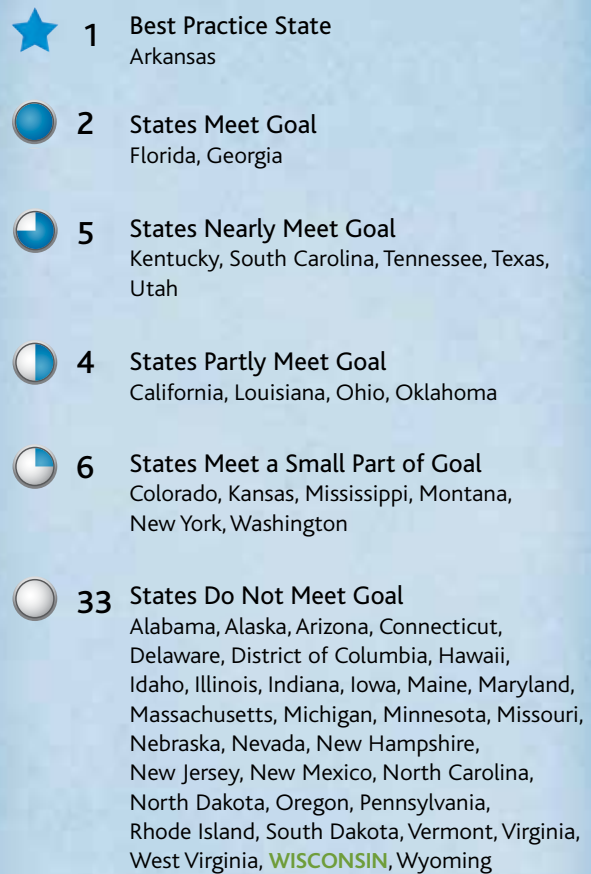 1 Best Practice State
Arkansas
2 States Meet Goal
Florida, Georgia
5 States Nearly Meet Goal
Kentucky, South Carolina, Tennessee, Texas,
Utah
4 States Partly Meet Goal
California, Louisiana, Ohio, Oklahoma
6 States Meet a Small Part of Goal
Colorado, Kansas, Mississippi, Montana,
New York, Washington
33 States Do Not Meet Goal
Alabama, Alaska, Arizona, Connecticut,
Delaware, District of Columbia, Hawaii,
Idaho, Illinois, Indiana, Iowa, Maine, Maryland,
Massachusetts, Michigan, Minnesota, Missouri,
Nebraska, Nevada, New Hampshire,
New Jersey, New Mexico, North Carolina,
North Dakota, Oregon, Pennsylvania,
Rhode Island, South Dakota, Vermont, Virginia,
West Virginia, WISCONSIN, Wyoming